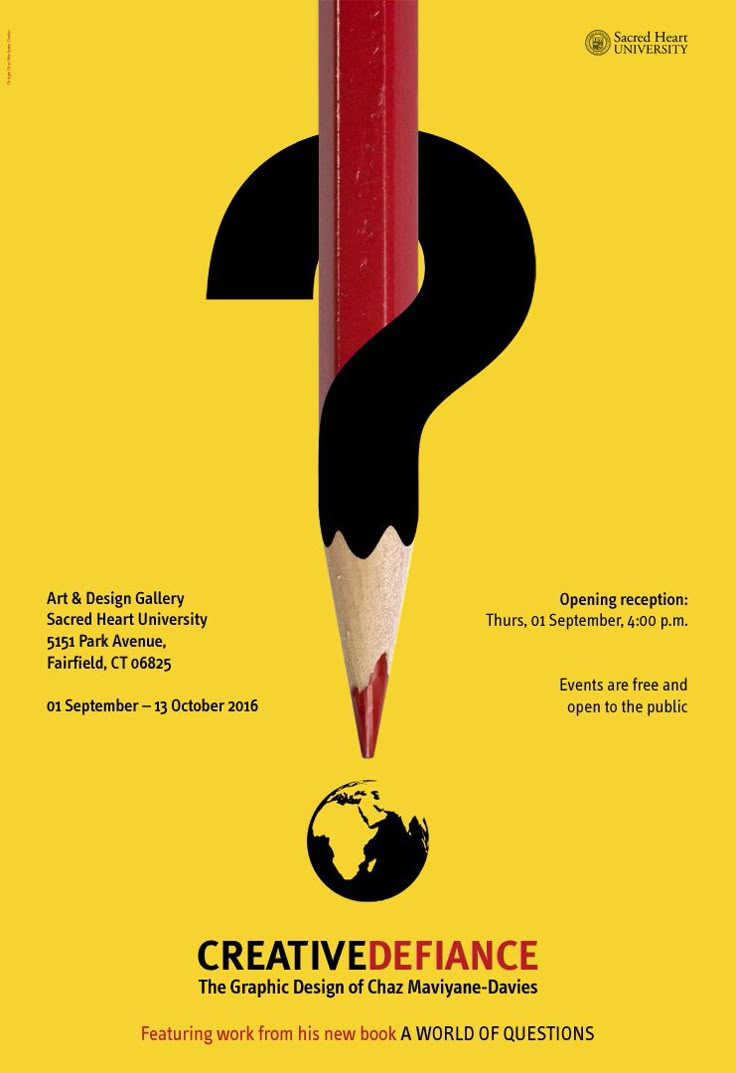 Sacred Heart
UNIVERSITY
Art & Design Gallery
Sacred Heart University
5151 Park Avenue,
Fairfield, CT 06825
01 September – 13 October 2016
Opening reception:
Thurs, 01 September, 4:00 p.m.
Events are free and
open to the public
CREATIVEDEFIANCE
The Graphic Design of Chaz Maviyane-Davies
Featuring work from his new book A WORLD OF QUESTIONS